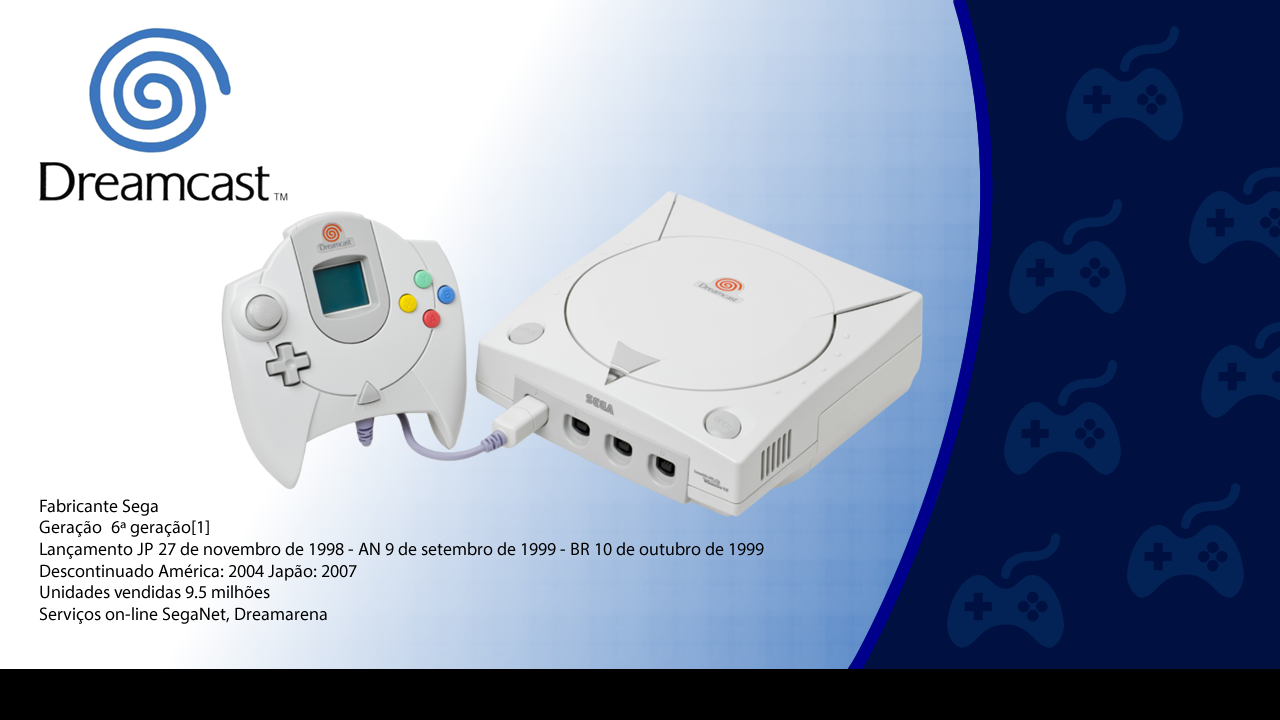 Dreamcast™
Dreamcast
Dreamcast
SEGA
Fabricante Sega
Geração  6ª geração[1]
Lançamento JP 27 de novembro de 1998 - AN 9 de setembro de 1999 - BR 10 de outubro de 1999
Descontinuado América: 2004 Japão: 2007
Unidades vendidas 9.5 milhões
Serviços on-line SegaNet, Dreamarena